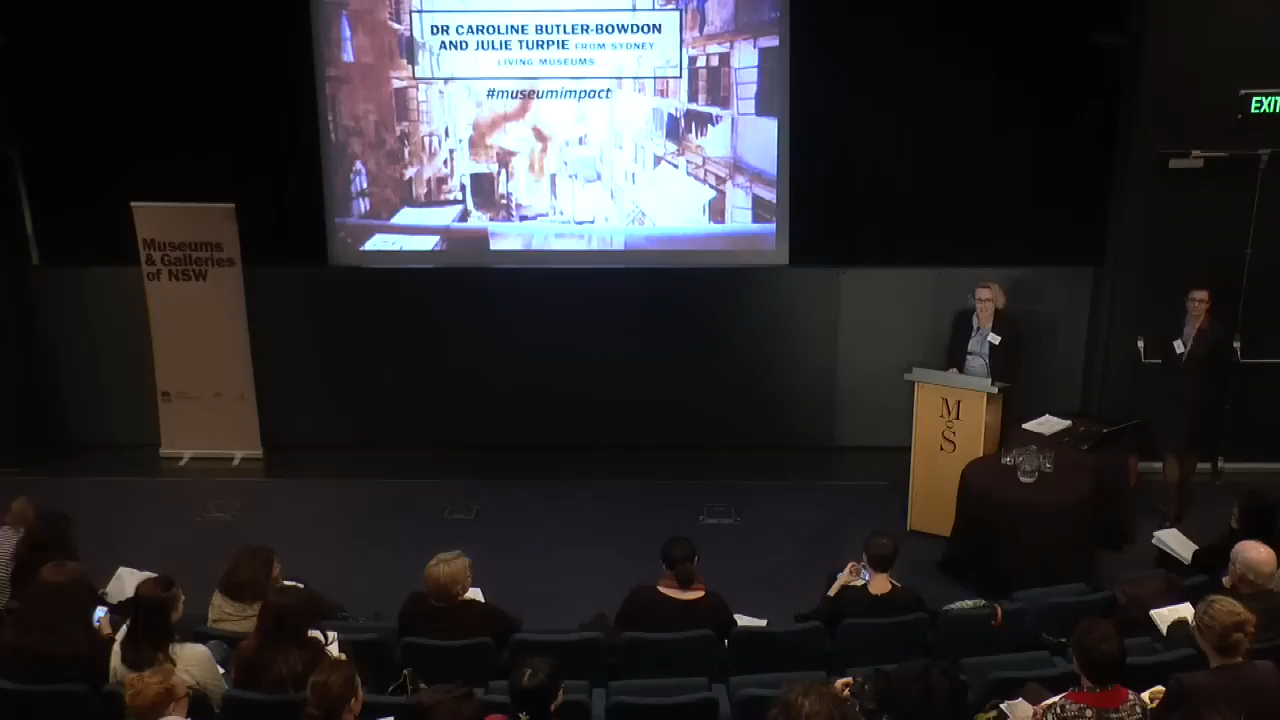 DR CAROLINE BUTLER-BOWDON
AND JULIE TURPIE FROM SYDNEY
LIVING MUSEUMS
#museumimpact
EXIT
Museums
& Galleries
of NSW
M
o
S